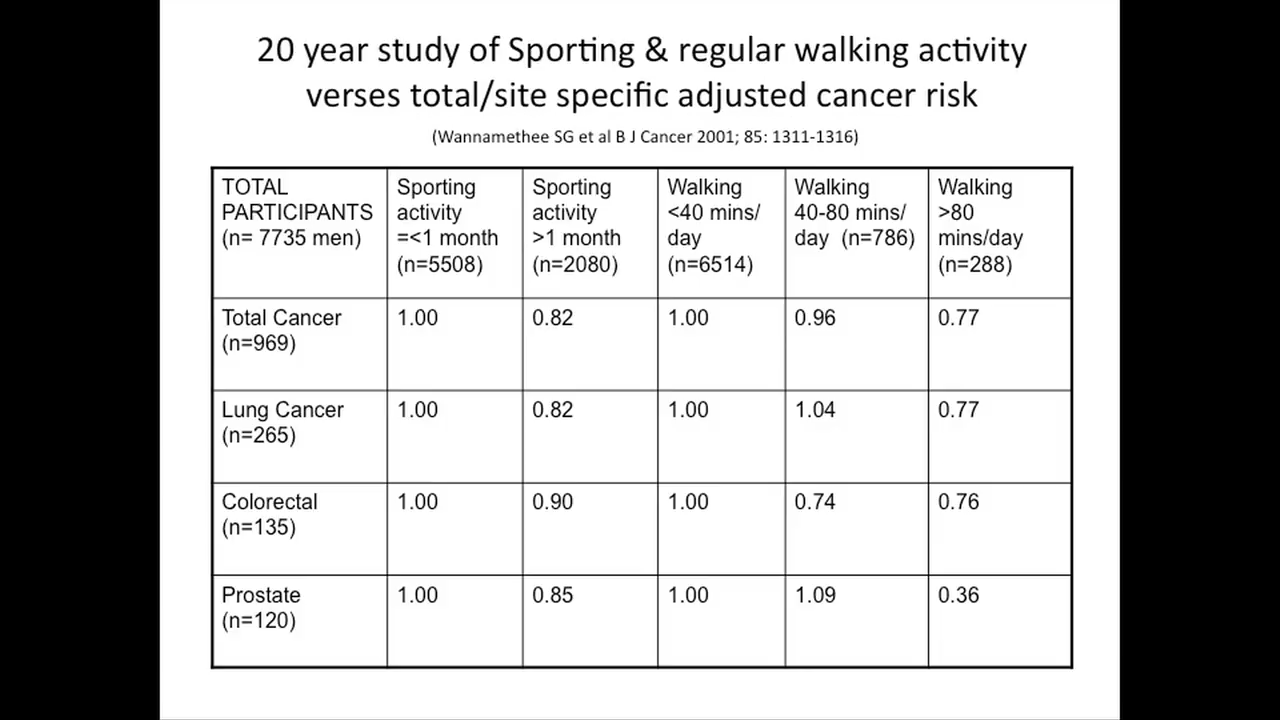 20 year study of Sporting & regular walking activity
verses total/site specific adjusted cancer risk
(Wannamethee SG et al B J Cancer 2001; 85: 1311-1316)
TOTAL
PARTICIPANTS
(n= 7735 men)
Sporting
activity
=<1 month
(n=5508)
Sporting
activity
>1 month
(n=2080)
Walking
<40 mins/
day
(n=6514)
Walking
40-80 mins/
day (n=786)
Walking
>80
mins/day
(n=288)
Total Cancer
(n=969)
1.00
0.82
1.00
0.96
0.77
Lung Cancer
(n=265)
1.00
0.82
1.00
1.04
0.77
Colorectal
(n=135)
1.00
0.90
1.00
0.74
0.76
Prostate
(n=120)
1.00
0.85
1.00
1.09
0.36